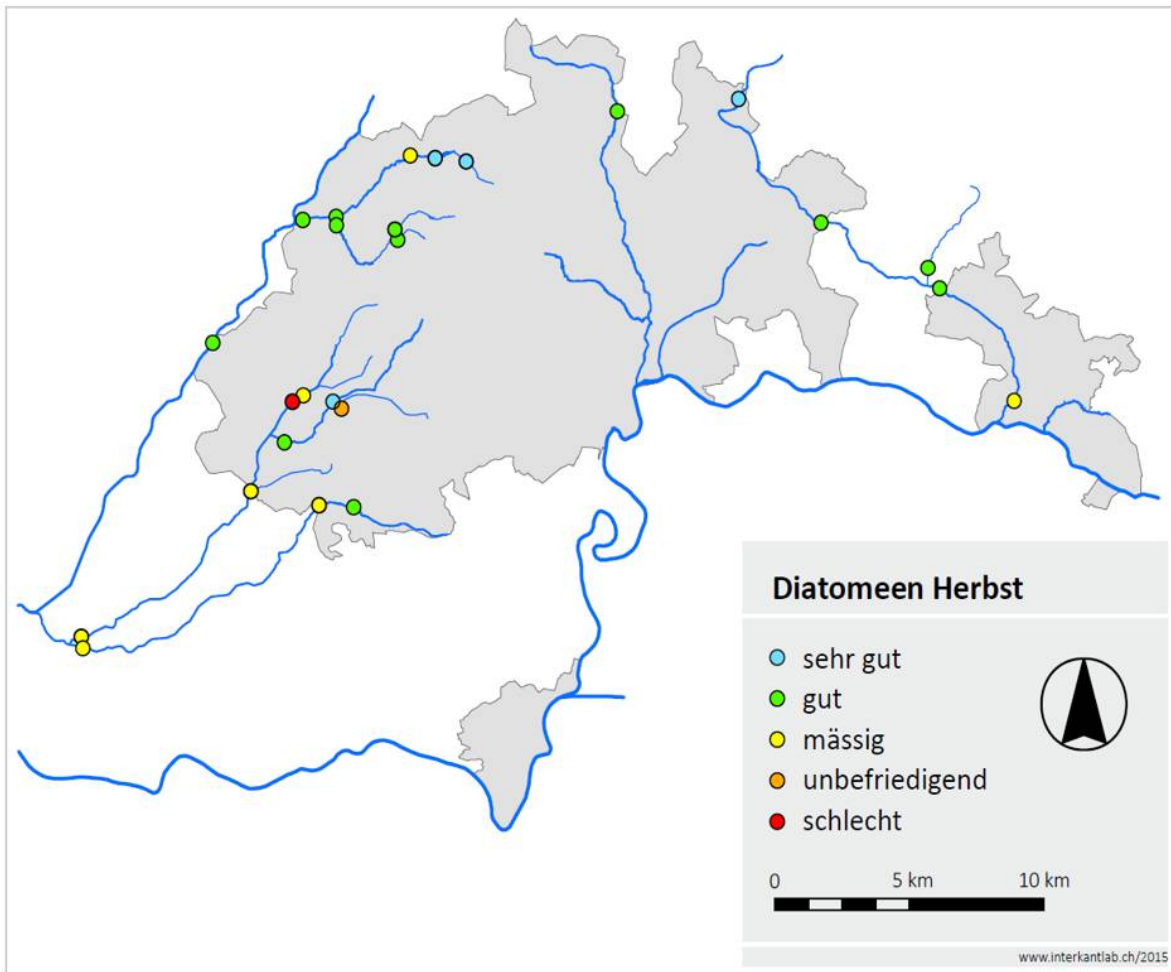 Diatomeen Herbst
sehr gut
gut
mässig
unbefriedigend
schlecht
0 5 km 10 km
www.interkantlab.ch/2015